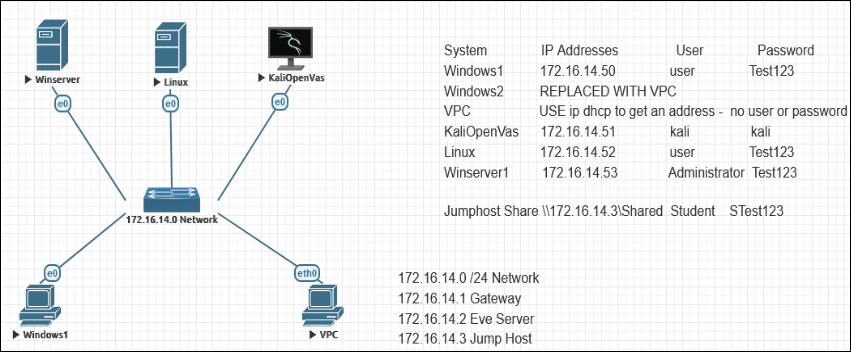 Winserver
Linux
KaliOpenVas
e0
e0
e0
172.16.14.0 Network
e0
eth0
Windows1
VPC
System IP Addresses User Password
Windows1 172.16.14.50 user Test123
Windows2 REPLACED WITH VPC
VPC USE ip dhcp to get an address - no user or password
KaliOpenVas 172.16.14.51 kali kali
Linux 172.16.14.52 user Test123
Winserver1 172.16.14.53 Administrator Test123
Jumphost Share \\172.16.14.3\Shared Student STest123
172.16.14.0 /24 Network
172.16.14.1 Gateway
172.16.14.2 Eve Server
172.16.14.3 Jump Host